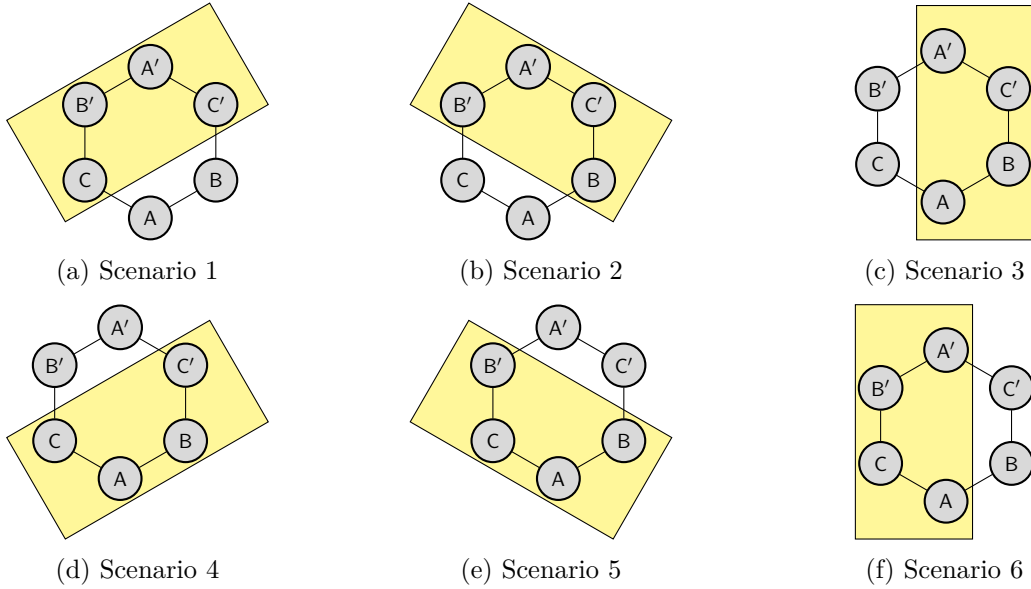 A′ A′ A′
B′ C′ B′ C′ B′ C′
C B C B C B
A A A
(a) Scenario 1 (b) Scenario 2 (c) Scenario 3
A′ A′ A′
B′ C′ B′ C′ B′ C′
C B C B C B
A A A
(d) Scenario 4 (e) Scenario 5 (f) Scenario 6